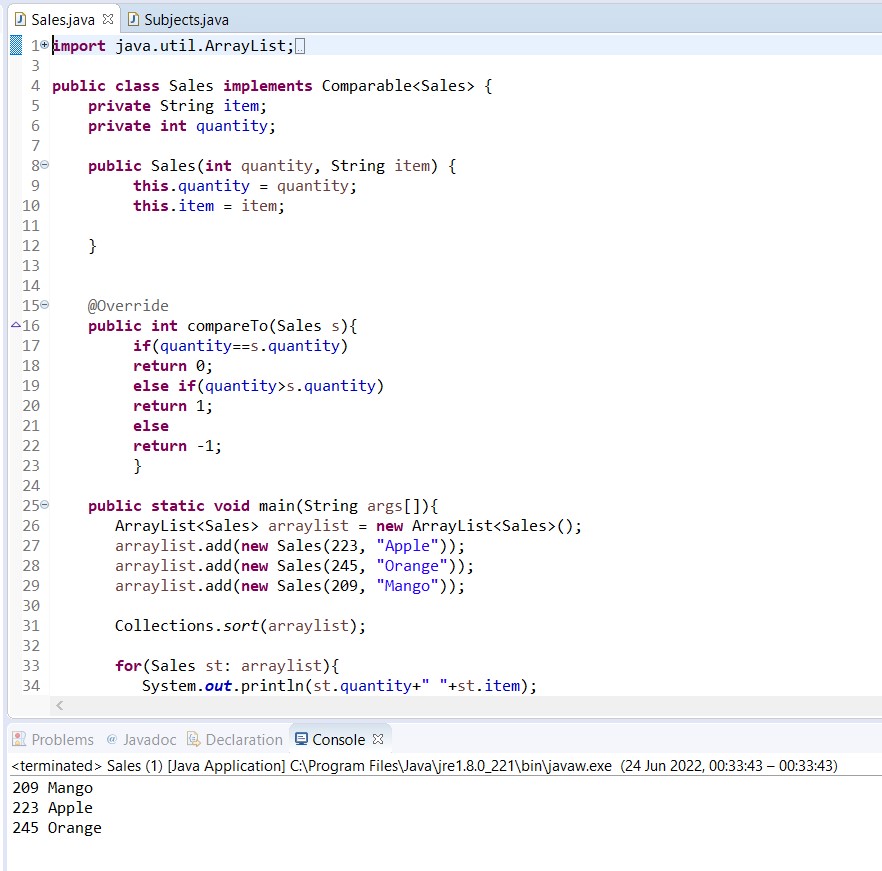 Sales.java Subjects.java
1 import java.util.ArrayList;
3
4 public class Sales implements Comparable<Sales> {
5     private String item;
6     private int quantity;
7
8     public Sales(int quantity, String item) {
9          this.quantity = quantity;
10          this.item = item;
11
12     }
13
14
15     @Override
16     public int compareTo(Sales s){
17          if(quantity==s.quantity)
18          return 0;
19          else if(quantity>s.quantity)
20          return 1;
21          else
22          return -1;
23          }
24
25     public static void main(String args[]){
26        ArrayList<Sales> arraylist = new ArrayList<Sales>();
27        arraylist.add(new Sales(223, "Apple"));
28        arraylist.add(new Sales(245, "Orange"));
29        arraylist.add(new Sales(209, "Mango"));
30
31        Collections.sort(arraylist);
32
33        for(Sales st: arraylist){
34           System.out.println(st.quantity+" "+st.item);
Problems @ Javadoc Declaration Console
<terminated> Sales (1) [Java Application] C:\Program Files\Java\jre1.8.0_221\bin\javaw.exe (24 Jun 2022, 00:33:43 – 00:33:43)
209 Mango
223 Apple
245 Orange